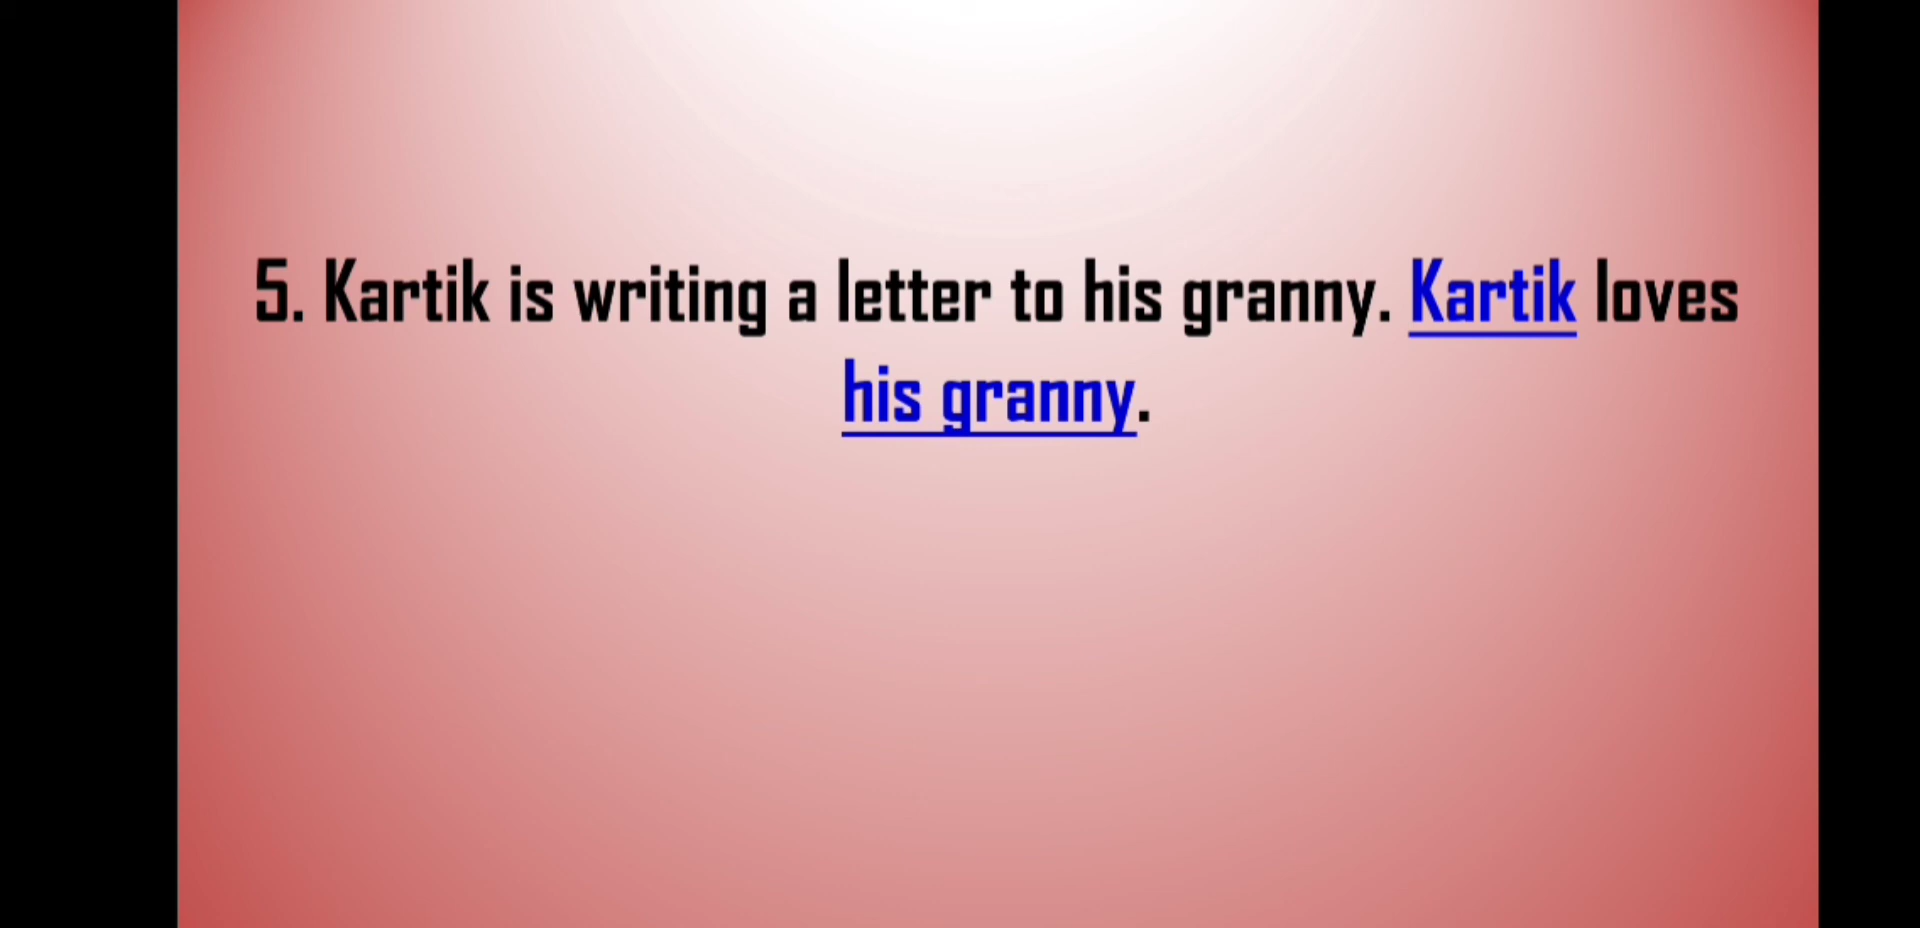 5. Kartik is writing a letter to his granny. Kartik loves
his granny.